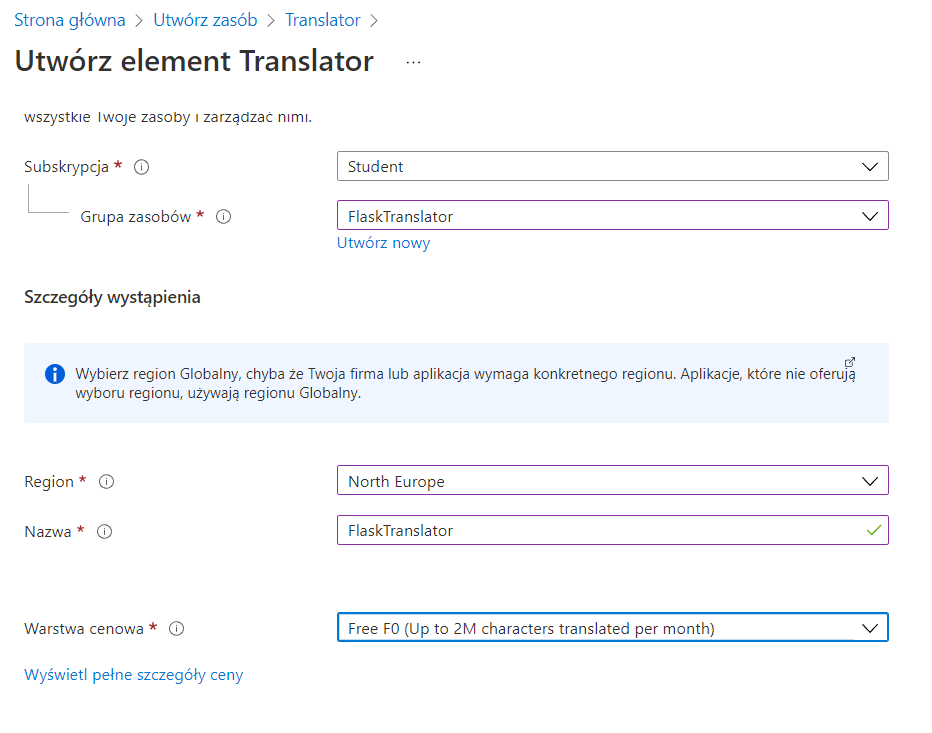 Strona główna > Utwórz zasób > Translator >
Utwórz element Translator ...
wszystkie Twoje zasoby i zarządzać nimi.
Subskrypcja * Student
Grupa zasobów * FlaskTranslator
Utwórz nowy
Szczegóły wystąpienia
Wybierz region Globalny, chyba że Twoja firma lub aplikacja wymaga konkretnego regionu. Aplikacje, które nie oferują
wyboru regionu, używają regionu Globalny.
Region * North Europe
Nazwa * FlaskTranslator
Warstwa cenowa * Free F0 (Up to 2M characters translated per month)
Wyświetl pełne szczegóły ceny